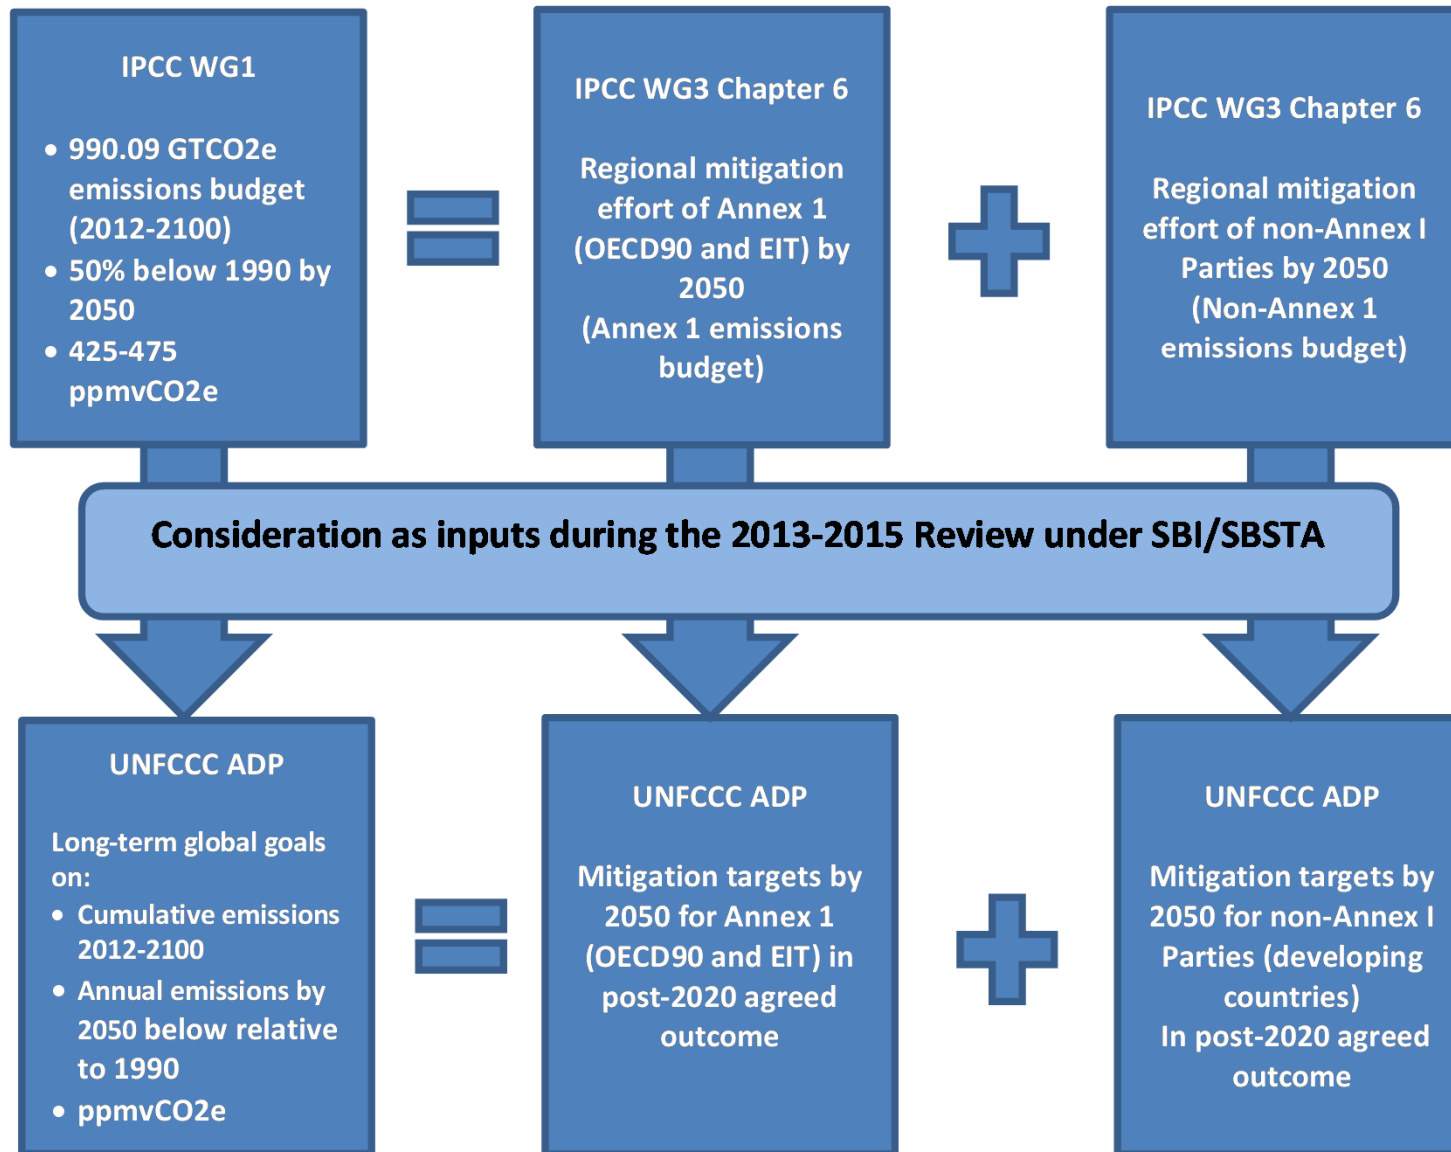 IPCC WG1
• 990.09 GTCO2e
emissions budget
(2012-2100)
• 50% below 1990 by
2050
• 425-475
ppmvCO2e
IPCC WG3 Chapter 6
Regional mitigation
effort of Annex 1
(OECD90 and EIT) by
2050
(Annex 1 emissions
budget)
IPCC WG3 Chapter 6
Regional mitigation
effort of non-Annex I
Parties by 2050
(Non-Annex 1
emissions budget)
Consideration as inputs during the 2013-2015 Review under SBI/SBSTA
UNFCCC ADP
Long-term global goals
on:
• Cumulative emissions
2012-2100
• Annual emissions by
2050 below relative
to 1990
• ppmvCO2e
UNFCCC ADP
Mitigation targets by
2050 for Annex 1
(OECD90 and EIT) in
post-2020 agreed
outcome
UNFCCC ADP
Mitigation targets by
2050 for non-Annex I
Parties (developing
countries)
In post-2020 agreed
outcome